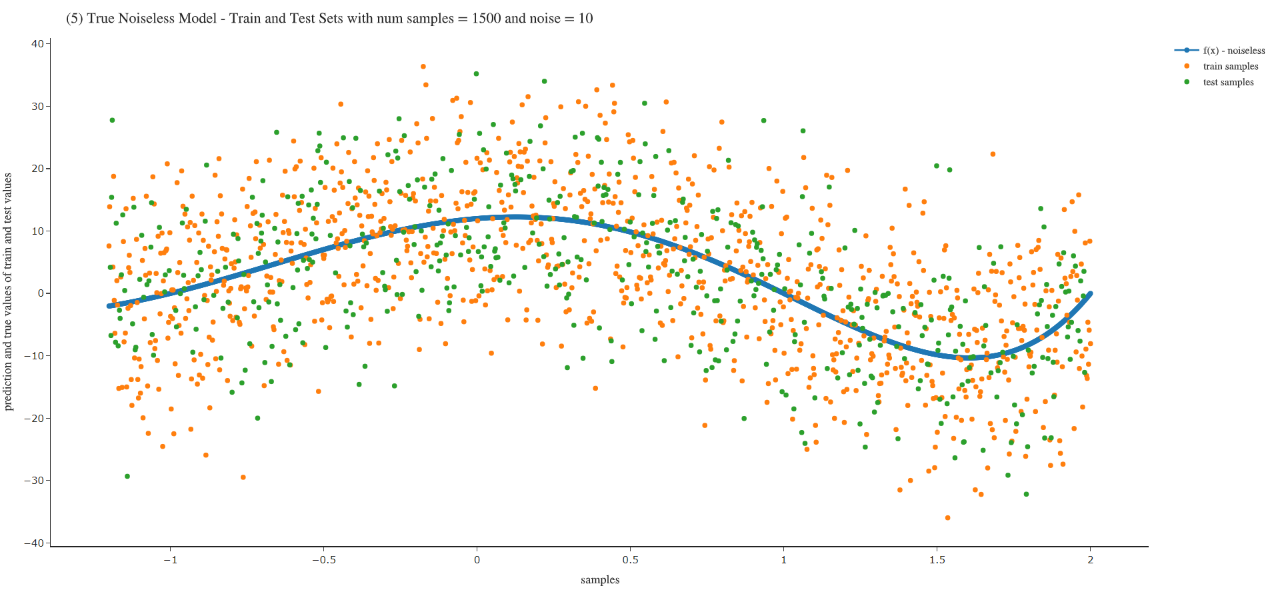 (5) True Noiseless Model - Train and Test Sets with num samples = 1500 and noise = 10
f(x) - noiseless
train samples
test samples
prediction and true values of train and test values
40
30
20
10
0
−10
−20
−30
−40
−1
−0.5
0
0.5
1
1.5
2
samples